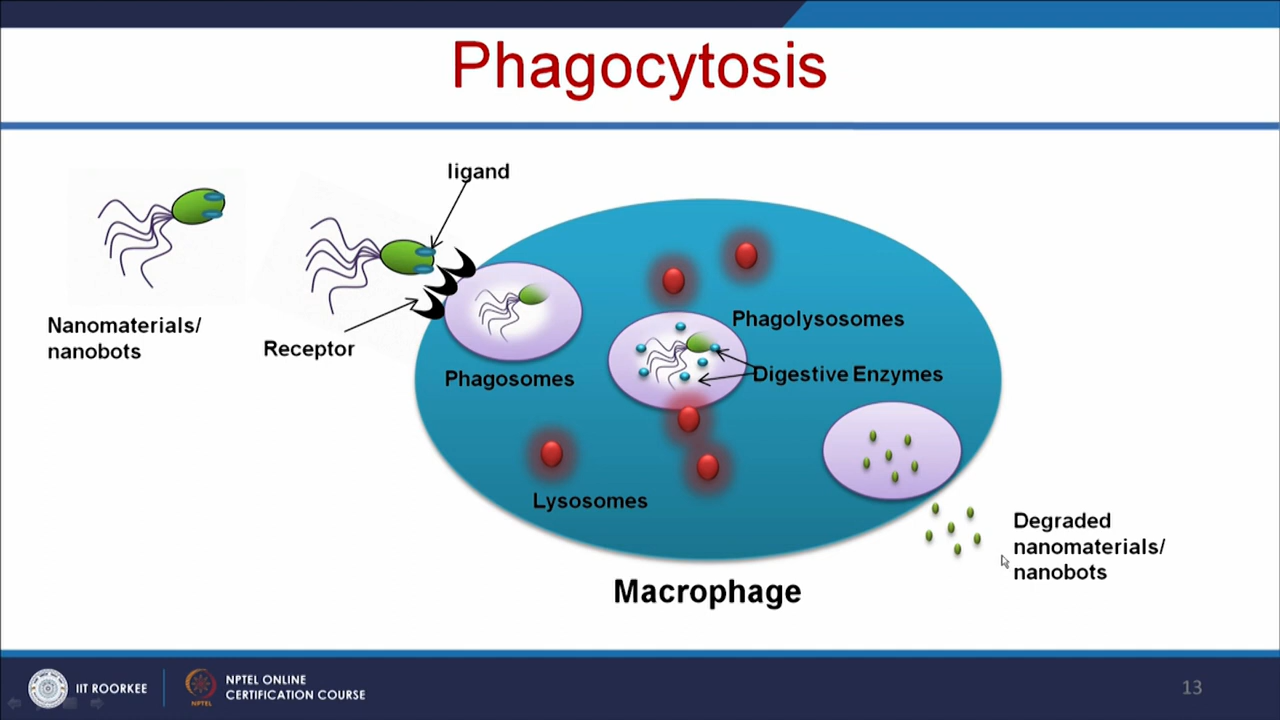 Phagocytosis
ligand
Nanomaterials/
nanobots
Receptor
Phagosomes
Phagolysosomes
Digestive Enzymes
Lysosomes
Degraded
nanomaterials/
nanobots
Macrophage
IIT ROORKEE
NPTEL
NPTEL ONLINE
CERTIFICATION COURSE
13